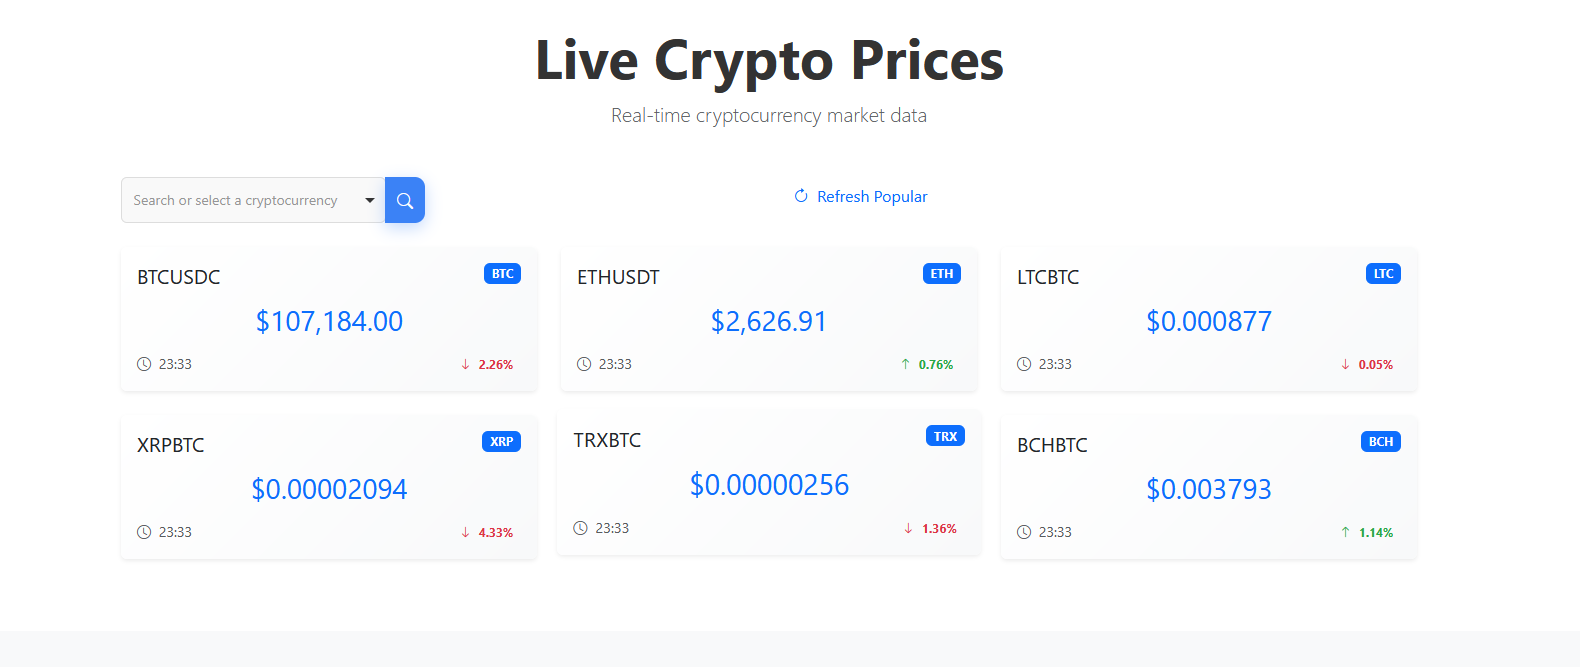 Live Crypto Prices
Real-time cryptocurrency market data
Search or select a cryptocurrency
Refresh Popular
BTCUSDC BTC
$107,184.00
23:33 ↓ 2.26%
ETHUSDT ETH
$2,626.91
23:33 ↑ 0.76%
LTCBTC LTC
$0.000877
23:33 ↓ 0.05%
XRPBTC XRP
$0.00002094
23:33 ↓ 4.33%
TRXBTC TRX
$0.00000256
23:33 ↓ 1.36%
BCHBTC BCH
$0.003793
23:33 ↑ 1.14%